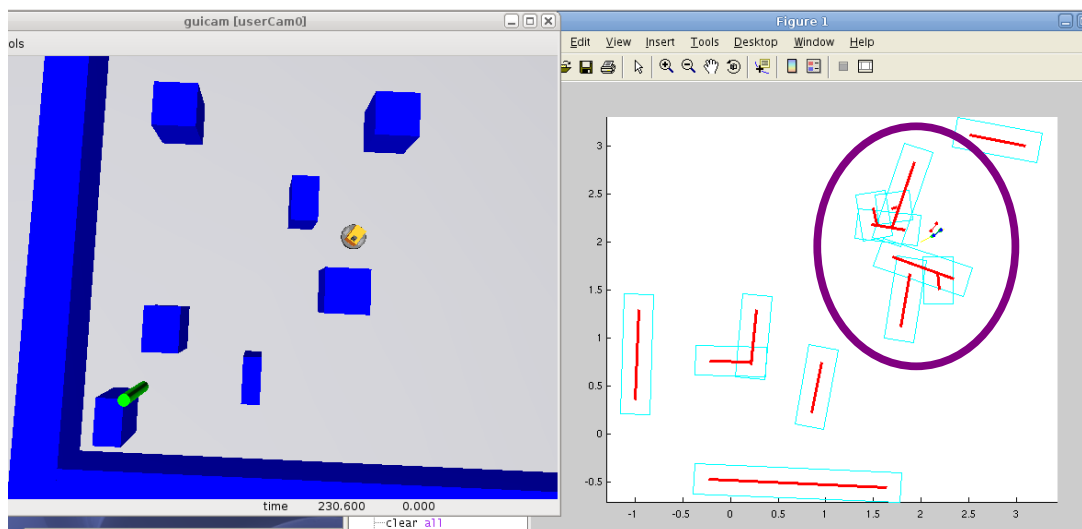 guicam [userCam0]
ols
time 230.600 0.000
clear all
Figure 1
Edit View Insert Tools Desktop Window Help
3
2.5
2
1.5
1
0.5
0
-0.5
-1 -0.5 0 0.5 1 1.5 2 2.5 3